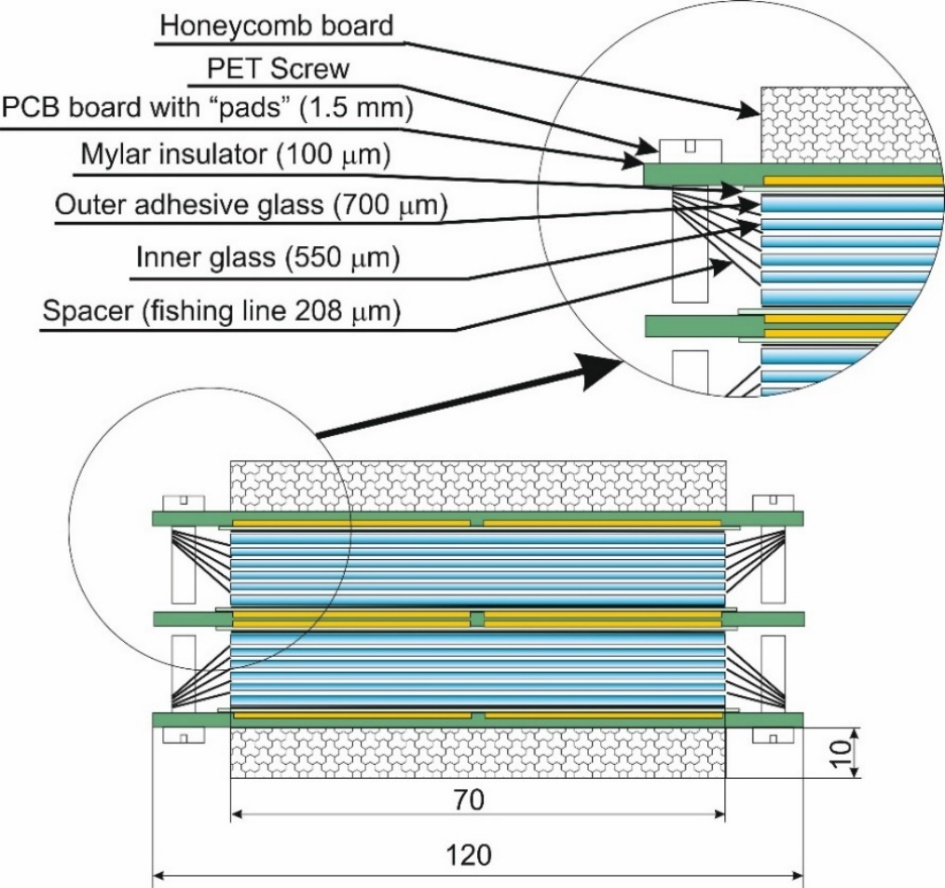 Honeycomb board
PET Screw
PCB board with “pads” (1.5 mm)
Mylar insulator (100 μm)
Outer adhesive glass (700 μm)
Inner glass (550 μm)
Spacer (fishing line 208 μm)
10
70
120